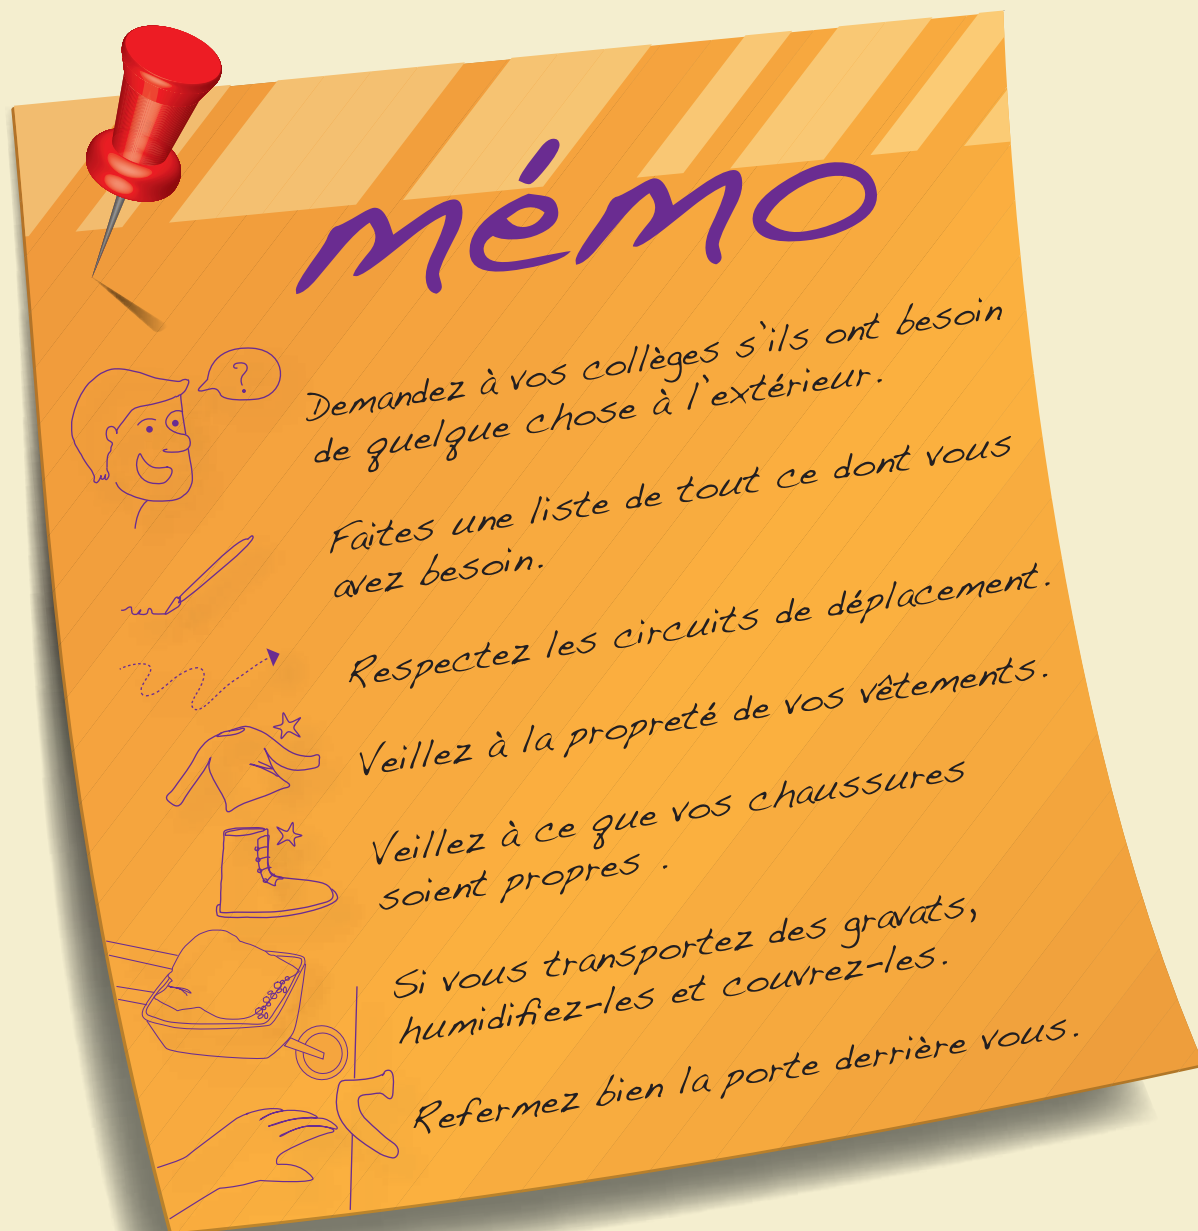 mémo
?
Demandez à vos collèges s'ils ont besoin
de quelque chose à l'extérieur.
Faites une liste de tout ce dont vous
avez besoin.
Respectez les circuits de déplacement.
Veillez à la propreté de vos vêtements.
Veillez à ce que vos chaussures
soient propres .
Si vous transportez des gravats,
humidifiez-les et couvrez-les.
Refermez bien la porte derrière vous.